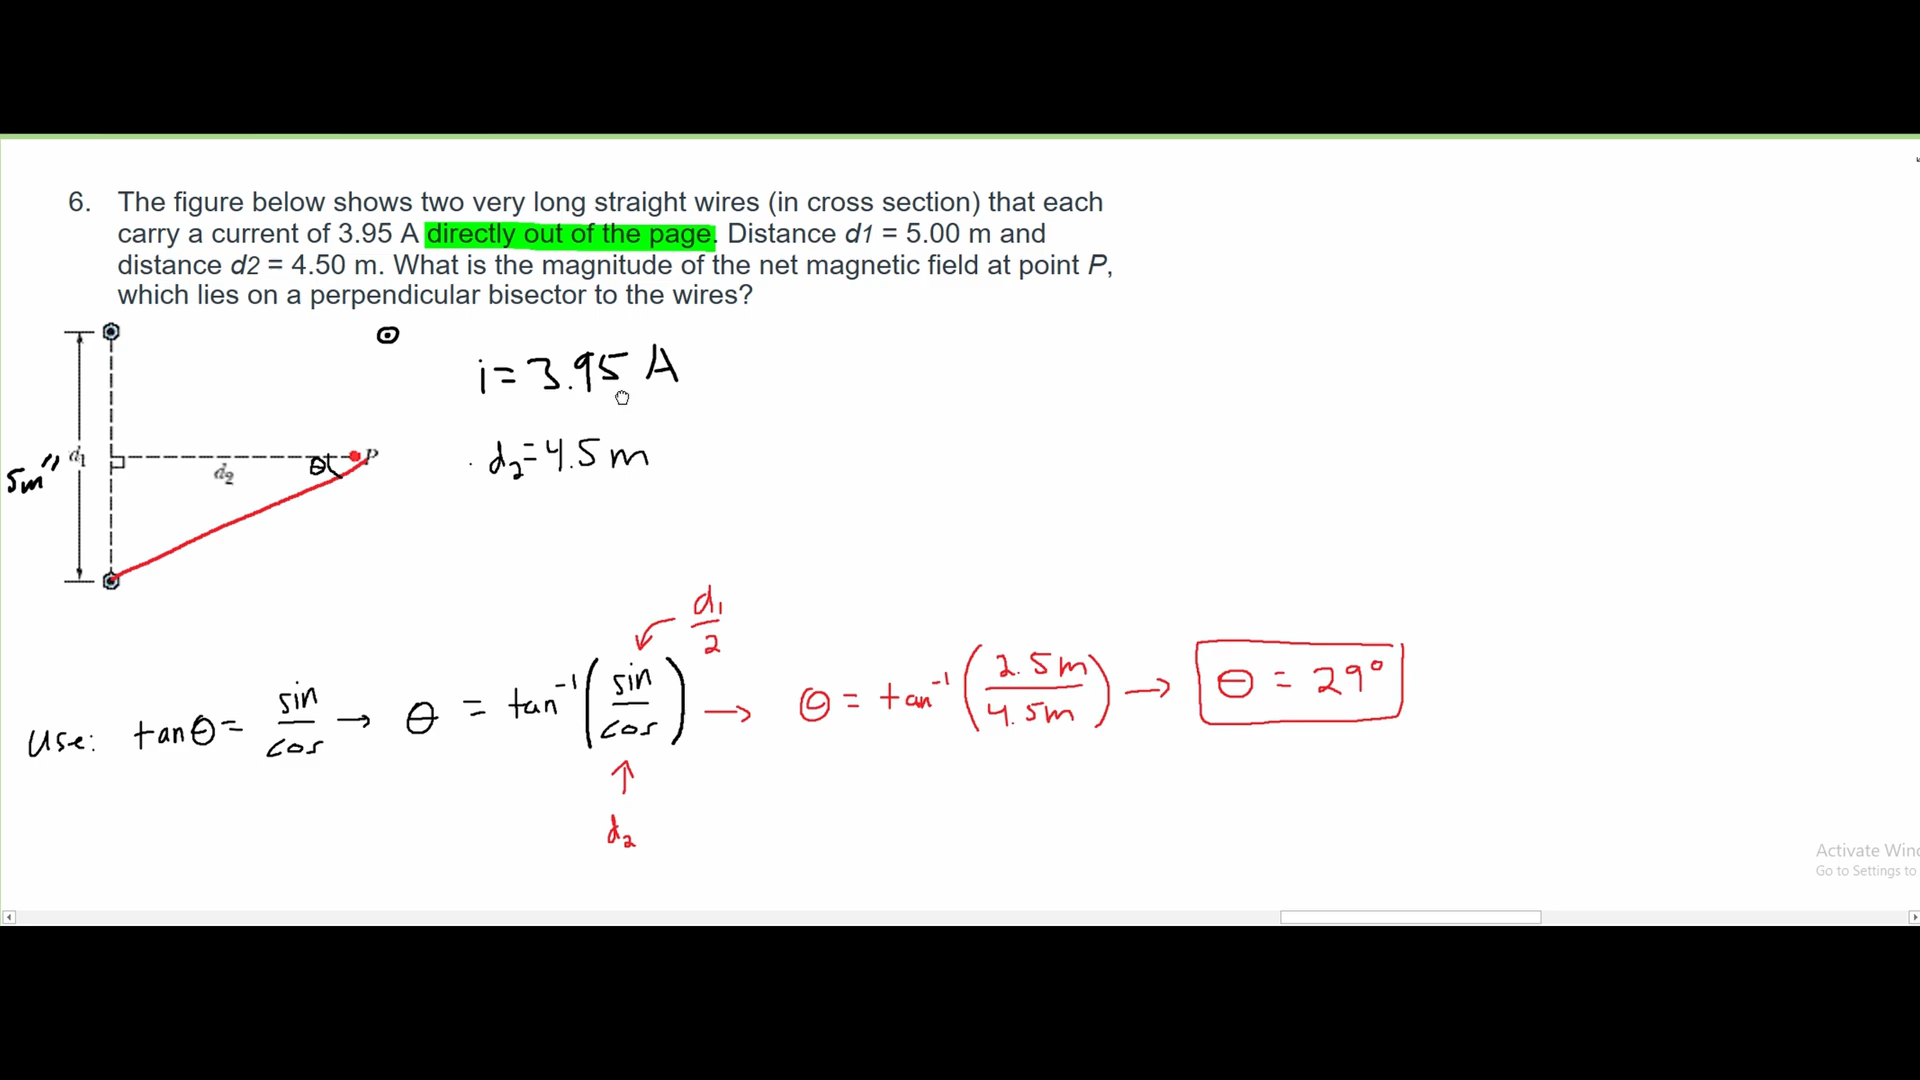 6. The figure below shows two very long straight wires (in cross section) that each
carry a current of 3.95 A directly out of the page. Distance d1 = 5.00 m and
distance d2 = 4.50 m. What is the magnitude of the net magnetic field at point P,
which lies on a perpendicular bisector to the wires?
i = 3.95 A
d₂ = 4.5 m
5m"
d₁
d₂
θ
P
Use: tanθ = sin/cos → θ = tan⁻¹(sin/cos) → θ = tan⁻¹(2.5m/4.5m) → θ = 29°
d₁/2
d₂
Activate Wind
Go to Settings to